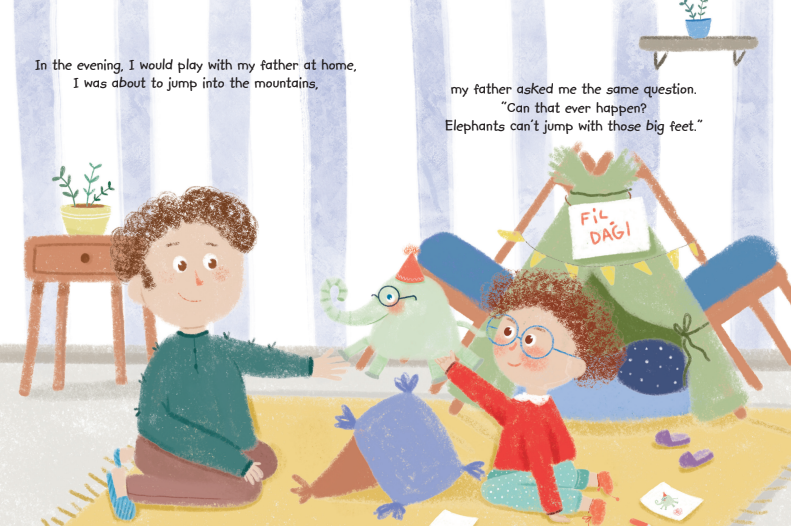 In the evening, I would play with my father at home,
I was about to jump into the mountains,
my father asked me the same question.
“Can that ever happen?
Elephants can't jump with those big feet.”
FiL
DAĞI